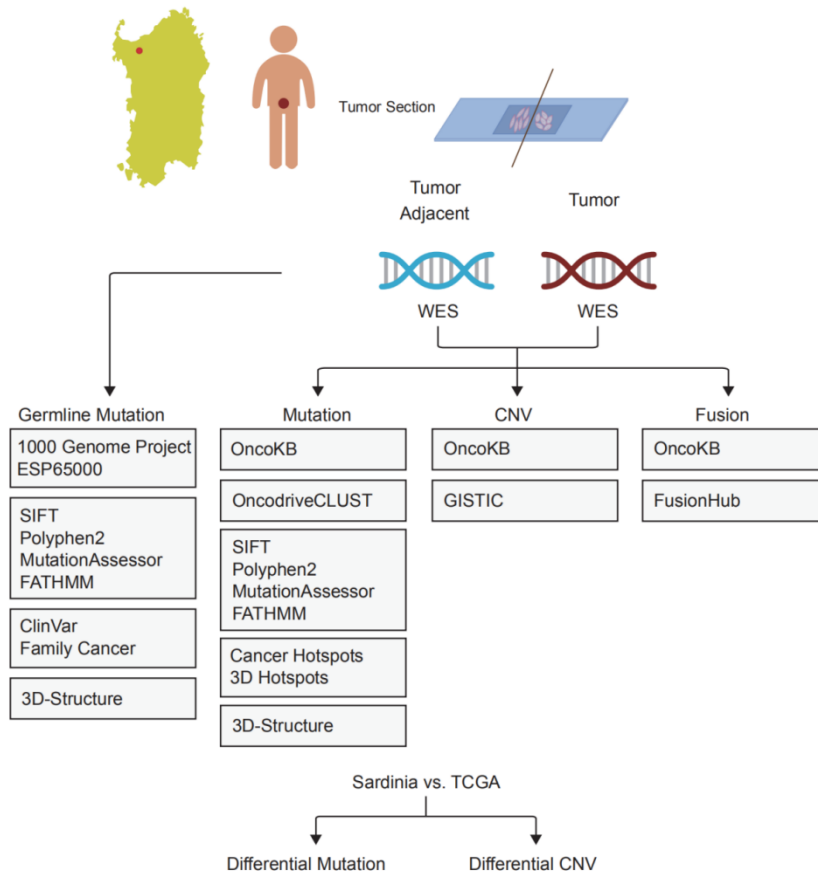 Tumor Section
Tumor
Adjacent
Tumor
WES
WES
Germline Mutation
1000 Genome Project
ESP65000
SIFT
Polyphen2
MutationAssessor
FATHMM
ClinVar
Family Cancer
3D-Structure
Mutation
OncoKB
OncodriveCLUST
SIFT
Polyphen2
MutationAssessor
FATHMM
Cancer Hotspots
3D Hotspots
3D-Structure
CNV
OncoKB
GISTIC
Fusion
OncoKB
FusionHub
Sardinia vs. TCGA
Differential Mutation
Differential CNV